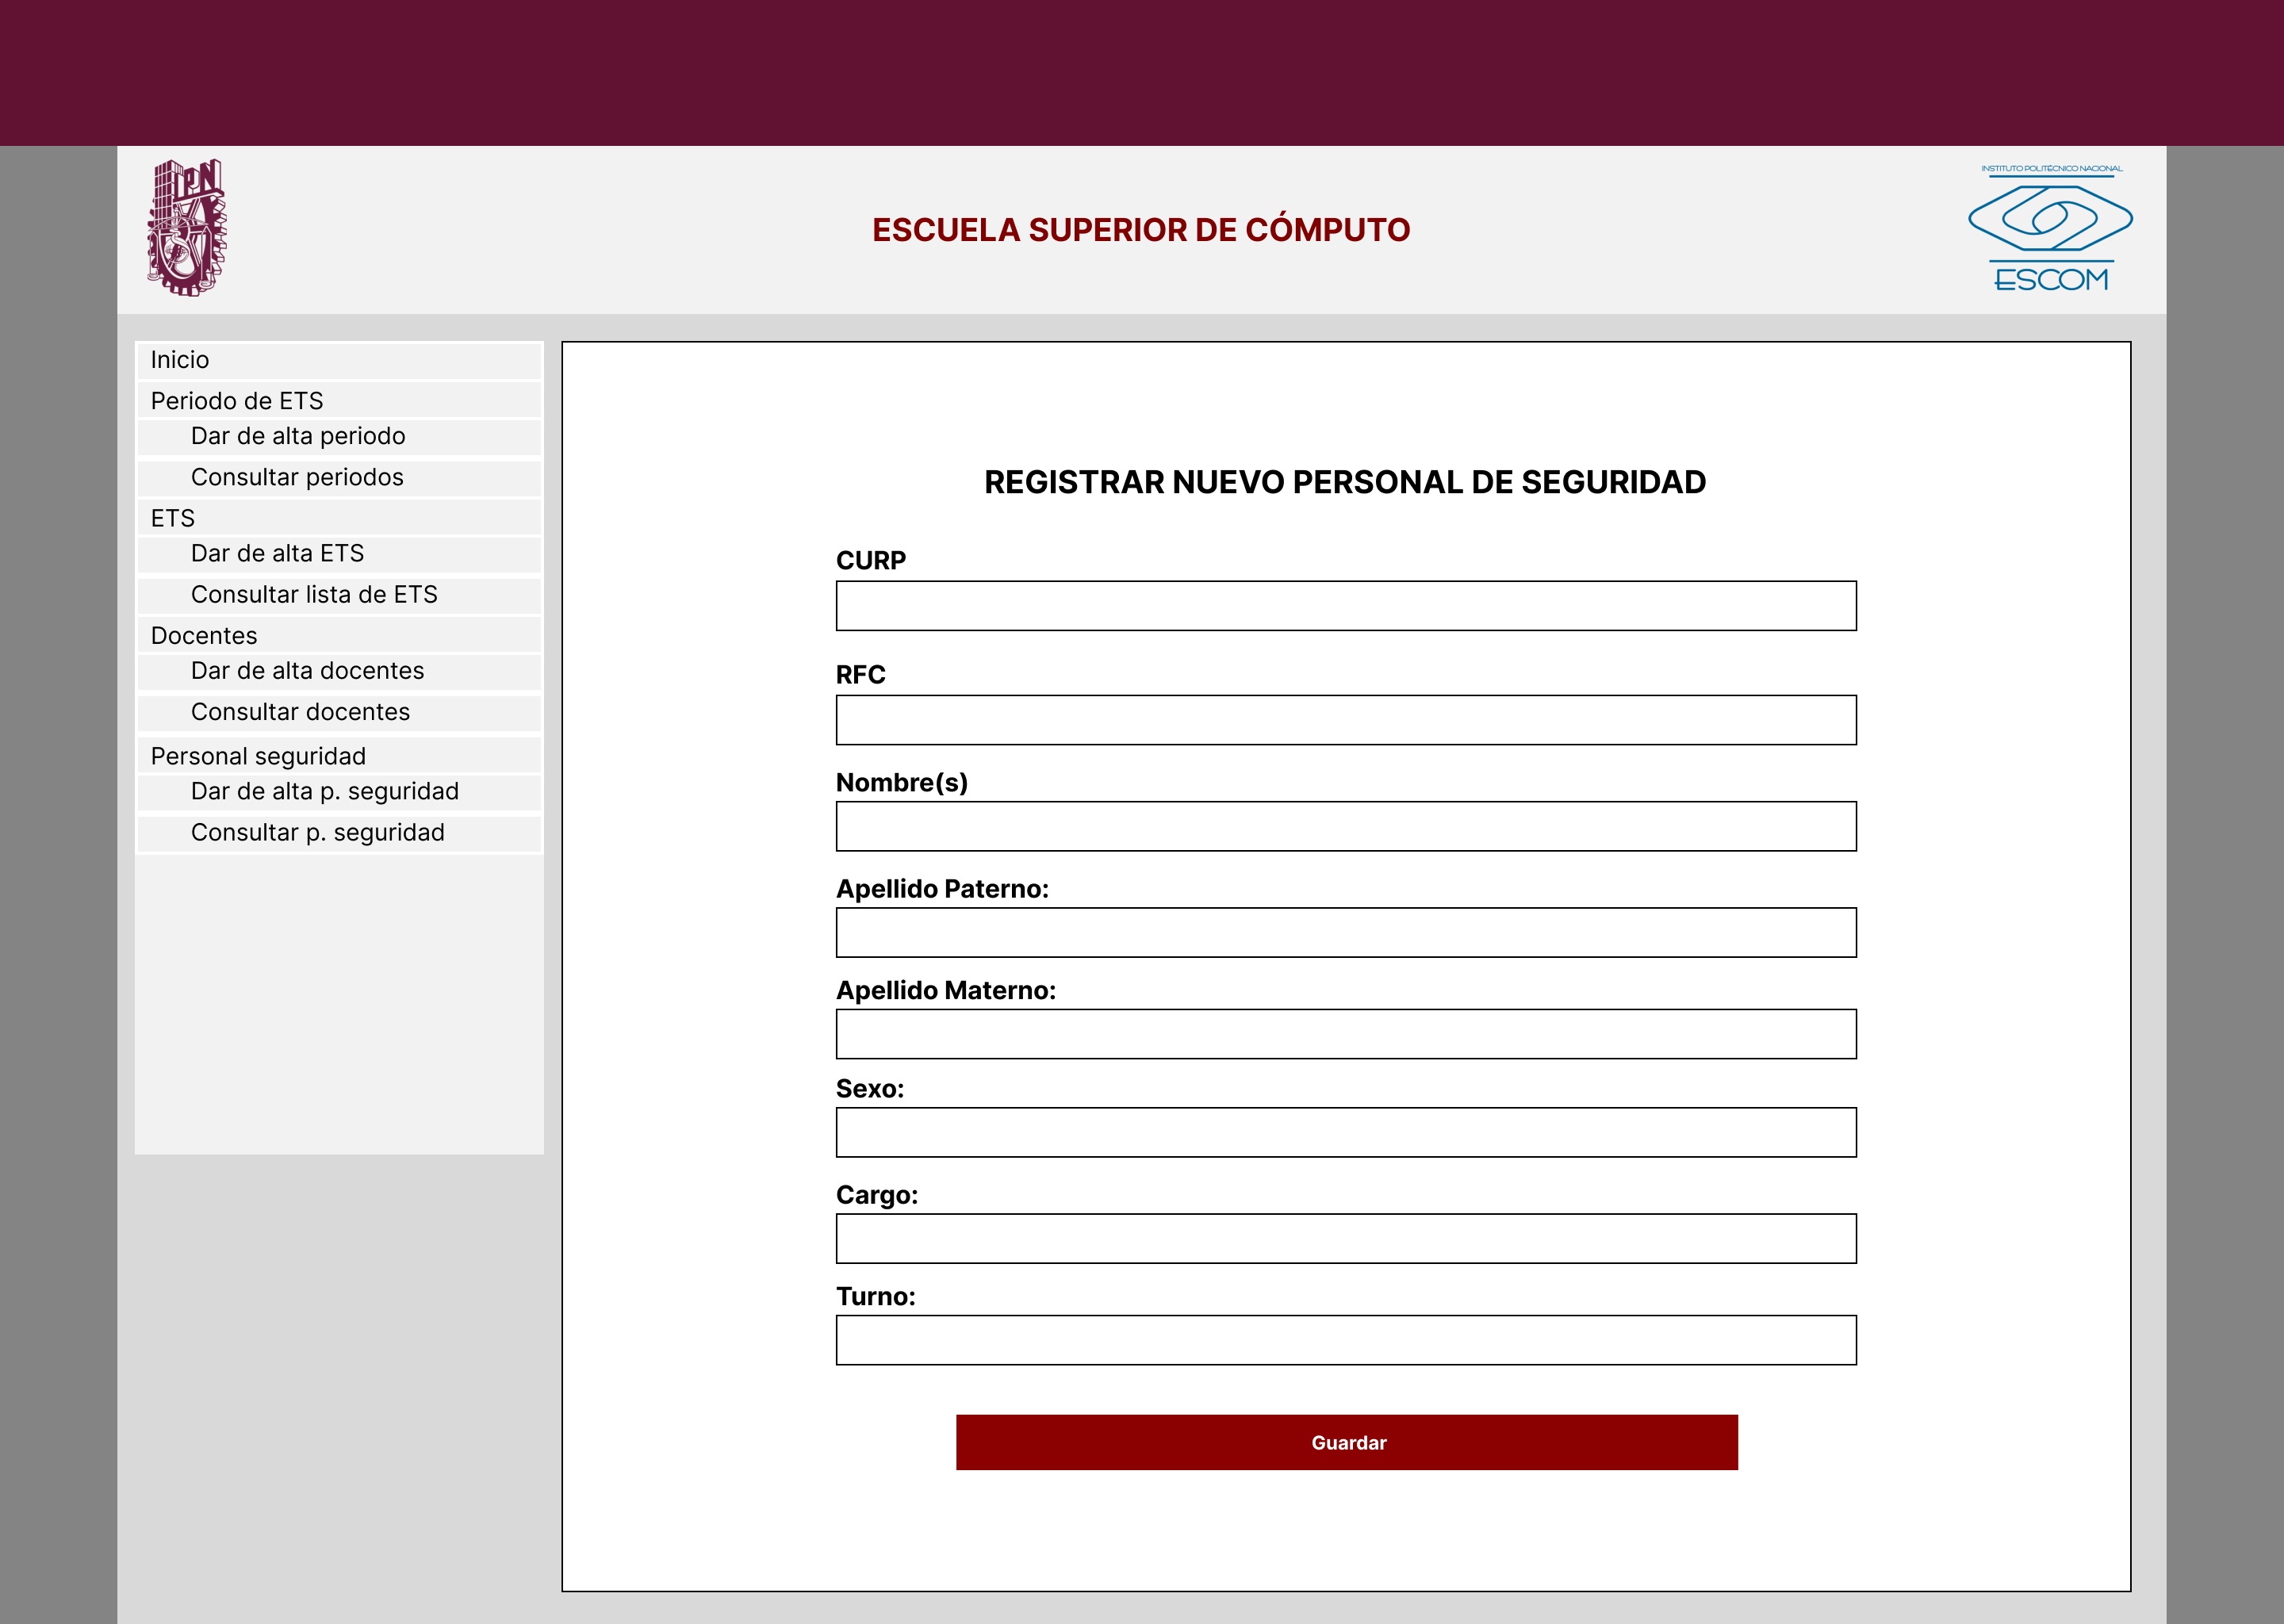 IPN
INSTITUTO POLITÉCNICO NACIONAL
ESCUELA SUPERIOR DE CÓMPUTO
ESCOM
Inicio
Periodo de ETS
Dar de alta periodo
Consultar periodos
ETS
Dar de alta ETS
Consultar lista de ETS
Docentes
Dar de alta docentes
Consultar docentes
Personal seguridad
Dar de alta p. seguridad
Consultar p. seguridad
REGISTRAR NUEVO PERSONAL DE SEGURIDAD
CURP
RFC
Nombre(s)
Apellido Paterno:
Apellido Materno:
Sexo:
Cargo:
Turno:
Guardar